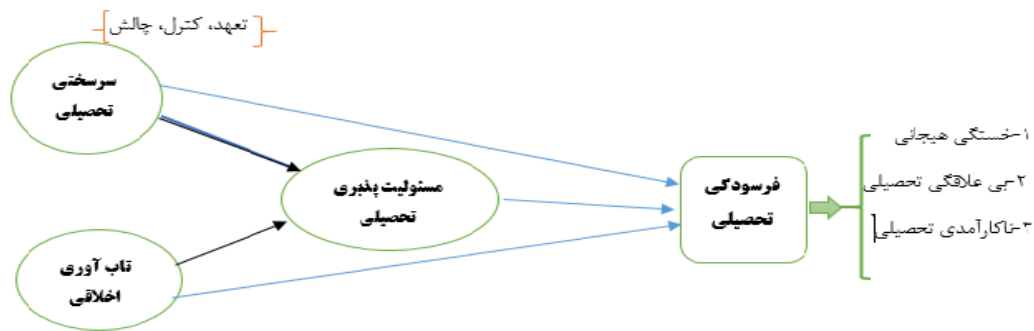 تعهد، کنترل، چالش
سرسختی
تحصیلی
مسئولیت پذیری
تحصیلی
تاب آوری
اخلاقی
فرسودگی
تحصیلی
۱-خستگی هیجانی
۲-بی علاقگی تحصیلی
۳-ناکارآمدی تحصیلی